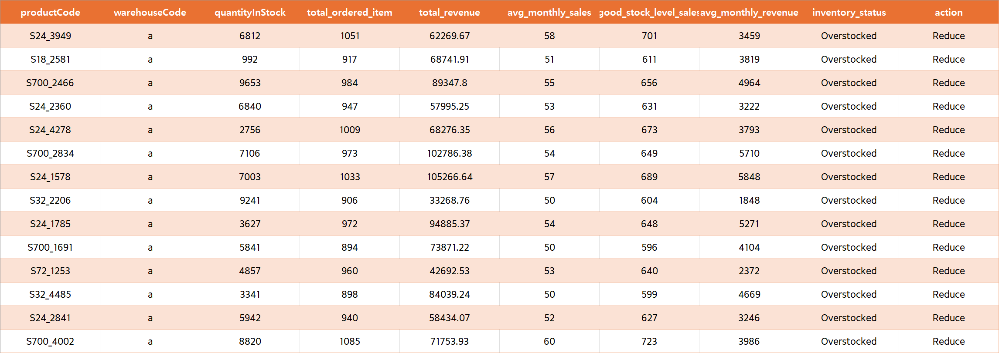 productCode warehouseCode quantityInStock total_ordered_item total_revenue avg_monthly_sales good_stock_level_sales avg_monthly_revenue inventory_status action
S24_3949 a 6812 1051 62269.67 58 701 3459 Overstocked Reduce
S18_2581 a 992 917 68741.91 51 611 3819 Overstocked Reduce
S700_2466 a 9653 984 89347.8 55 656 4964 Overstocked Reduce
S24_2360 a 6840 947 57995.25 53 631 3222 Overstocked Reduce
S24_4278 a 2756 1009 68276.35 56 673 3793 Overstocked Reduce
S700_2834 a 7106 973 102786.38 54 649 5710 Overstocked Reduce
S24_1578 a 7003 1033 105266.64 57 689 5848 Overstocked Reduce
S32_2206 a 9241 906 33268.76 50 604 1848 Overstocked Reduce
S24_1785 a 3627 972 94885.37 54 648 5271 Overstocked Reduce
S700_1691 a 5841 894 73871.22 50 596 4104 Overstocked Reduce
S72_1253 a 4857 960 42692.53 53 640 2372 Overstocked Reduce
S32_4485 a 3341 898 84039.24 50 599 4669 Overstocked Reduce
S24_2841 a 5942 940 58434.07 52 627 3246 Overstocked Reduce
S700_4002 a 8820 1085 71753.93 60 723 3986 Overstocked Reduce